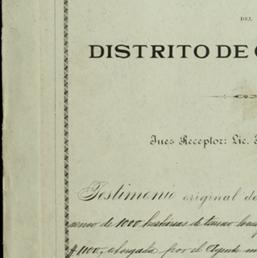 DEL
DISTRITO DE
Juez Receptor: Lic.
Testimonio original de
de 1000 hectáreas de terreno
$1100, otorgada por el Agente